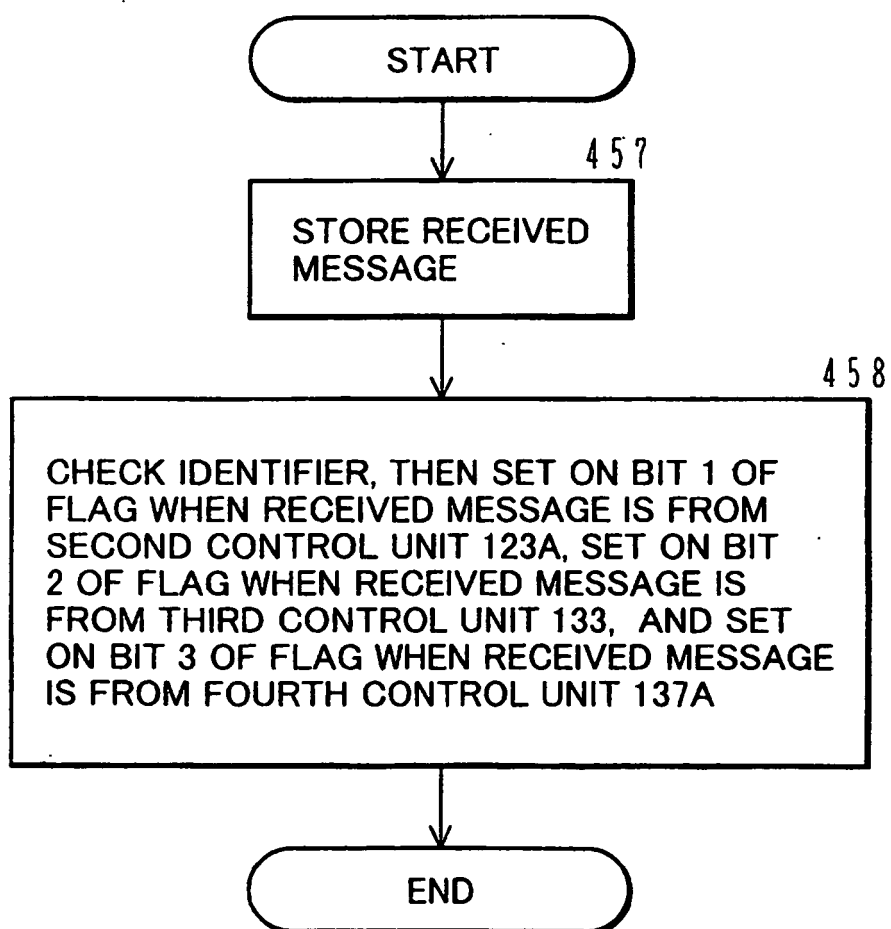 START
457
STORE RECEIVED
MESSAGE
458
CHECK IDENTIFIER, THEN SET ON BIT 1 OF
FLAG WHEN RECEIVED MESSAGE IS FROM
SECOND CONTROL UNIT 123A, SET ON BIT
2 OF FLAG WHEN RECEIVED MESSAGE IS
FROM THIRD CONTROL UNIT 133, AND SET
ON BIT 3 OF FLAG WHEN RECEIVED MESSAGE
IS FROM FOURTH CONTROL UNIT 137A
END